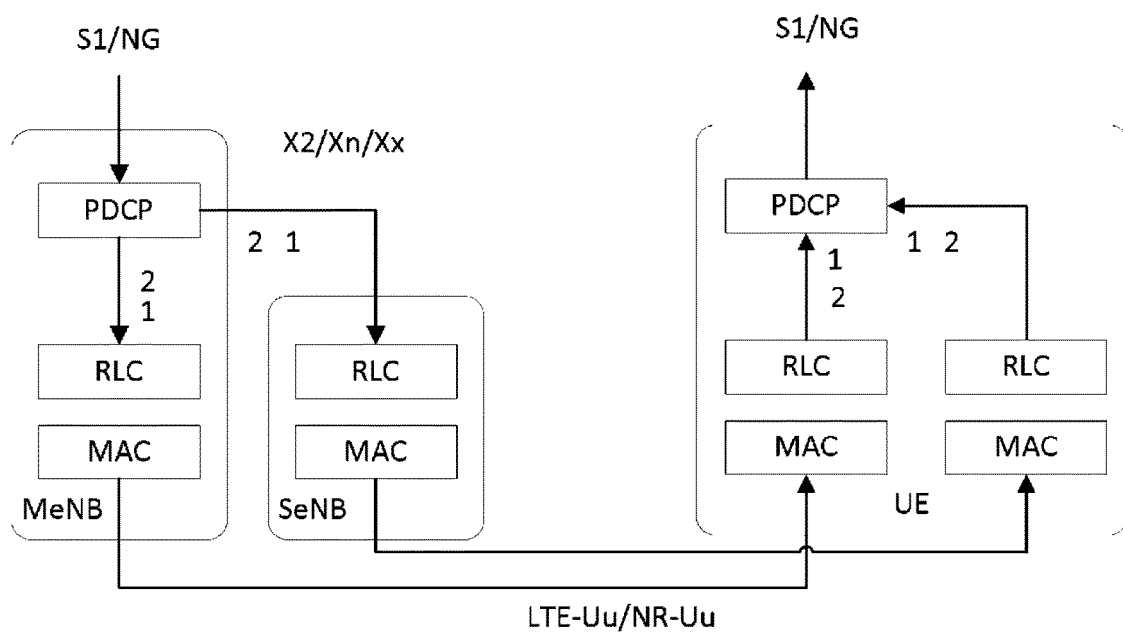 S1/NG
S1/NG
X2/Xn/Xx
PDCP
PDCP
2 1
1 2
2
1
1
2
RLC
RLC
RLC
RLC
MAC
MAC
MAC
MAC
MeNB
SeNB
UE
LTE-Uu/NR-Uu